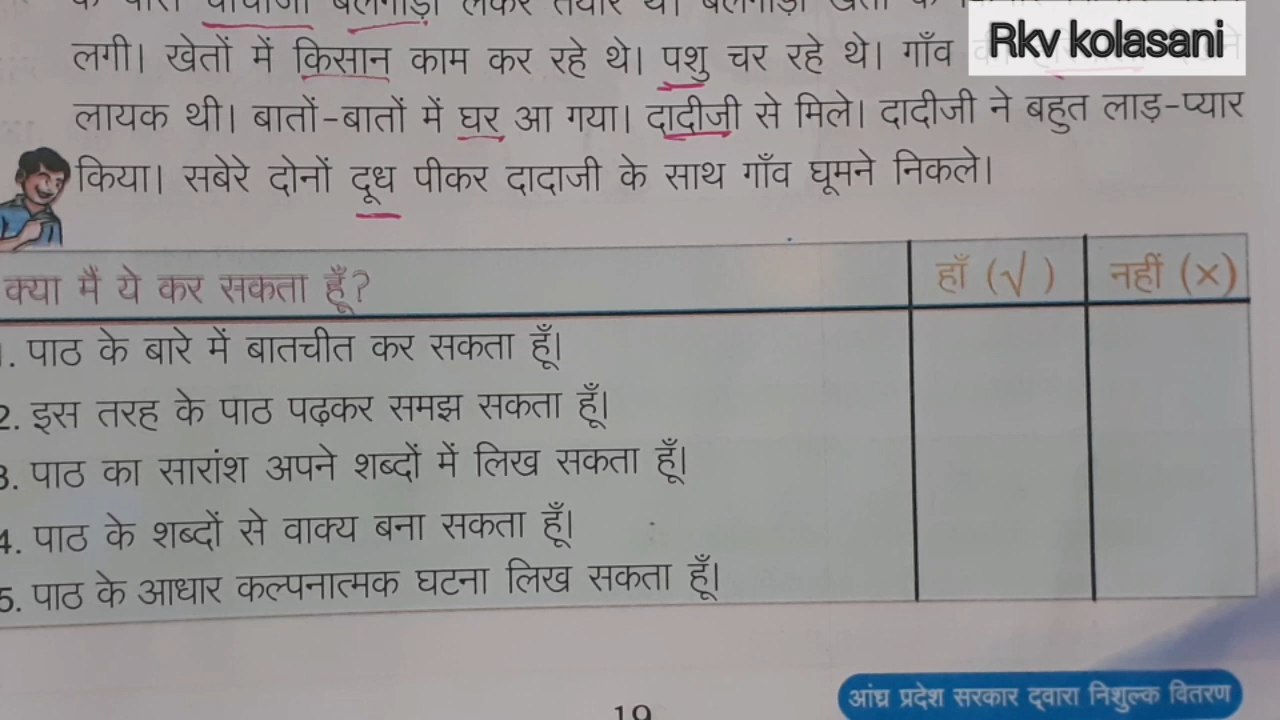 लेकर तैयार थे।
लगी। खेतों में किसान काम कर रहे थे। पशु चर रहे थे। गाँव
Rkv kolasani
लायक थी। बातों-बातों में घर आ गया। दादीजी से मिले। दादीजी ने बहुत लाड़-प्यार
किया। सबेरे दोनों दूध पीकर दादाजी के साथ गाँव घूमने निकले।
क्या मैं ये कर सकता हूँ? हाँ (√ ) नहीं (×)
1. पाठ के बारे में बातचीत कर सकता हूँ।
2. इस तरह के पाठ पढ़कर समझ सकता हूँ।
3. पाठ का सारांश अपने शब्दों में लिख सकता हूँ।
4. पाठ के शब्दों से वाक्य बना सकता हूँ।
5. पाठ के आधार कल्पनात्मक घटना लिख सकता हूँ।
आंध्र प्रदेश सरकार द्वारा निशुल्क वितरण
19